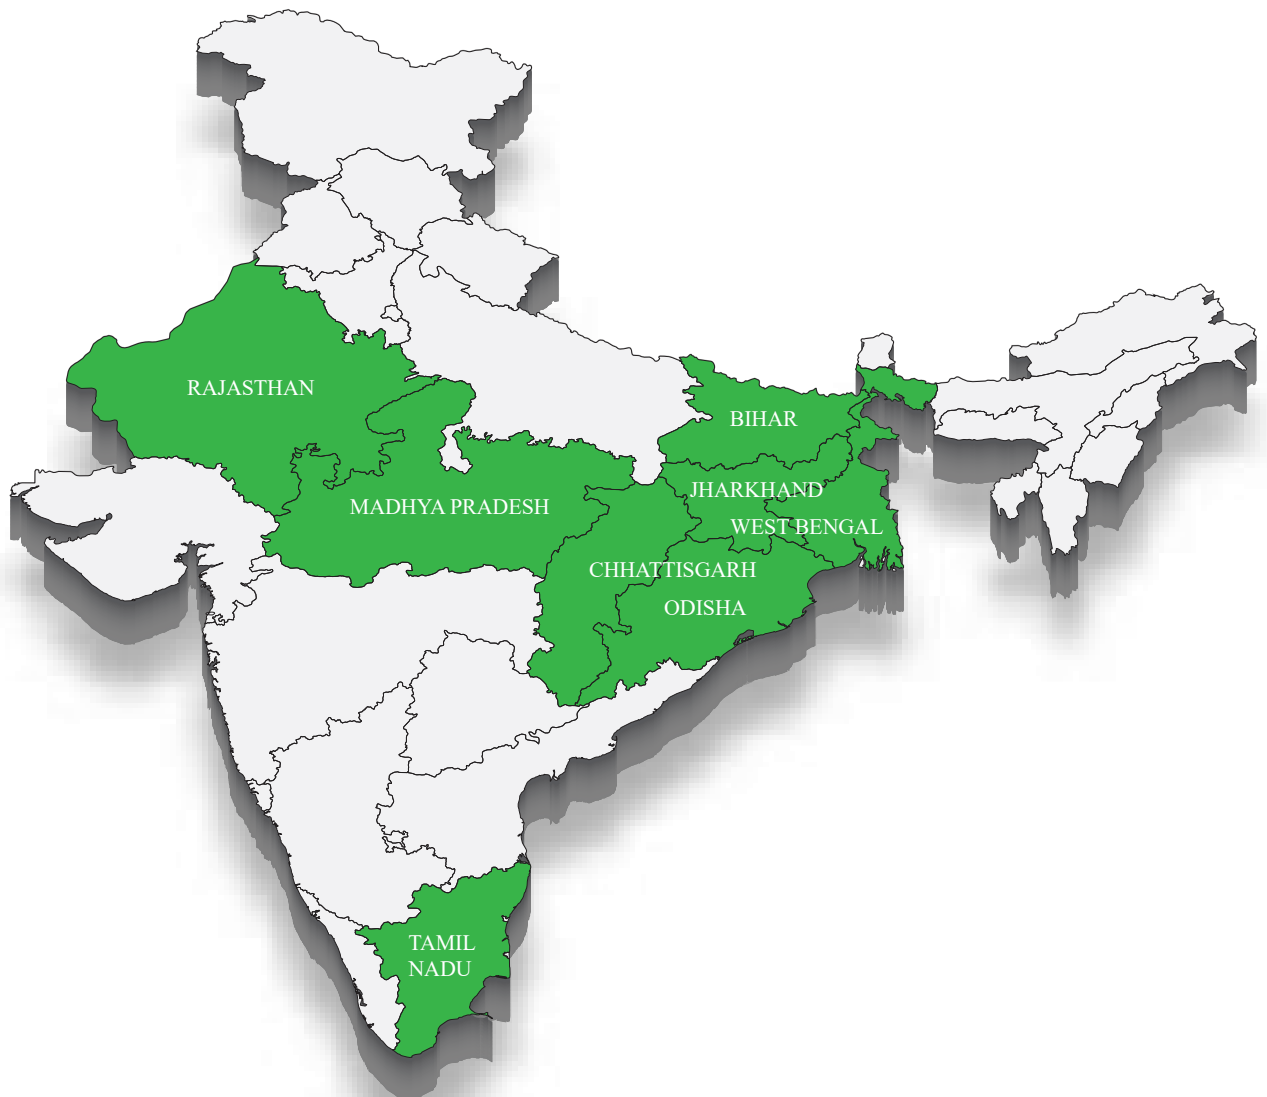 RAJASTHAN
BIHAR
JHARKHAND
MADHYA PRADESH
WEST BENGAL
CHHATTISGARH
ODISHA
TAMIL
NADU